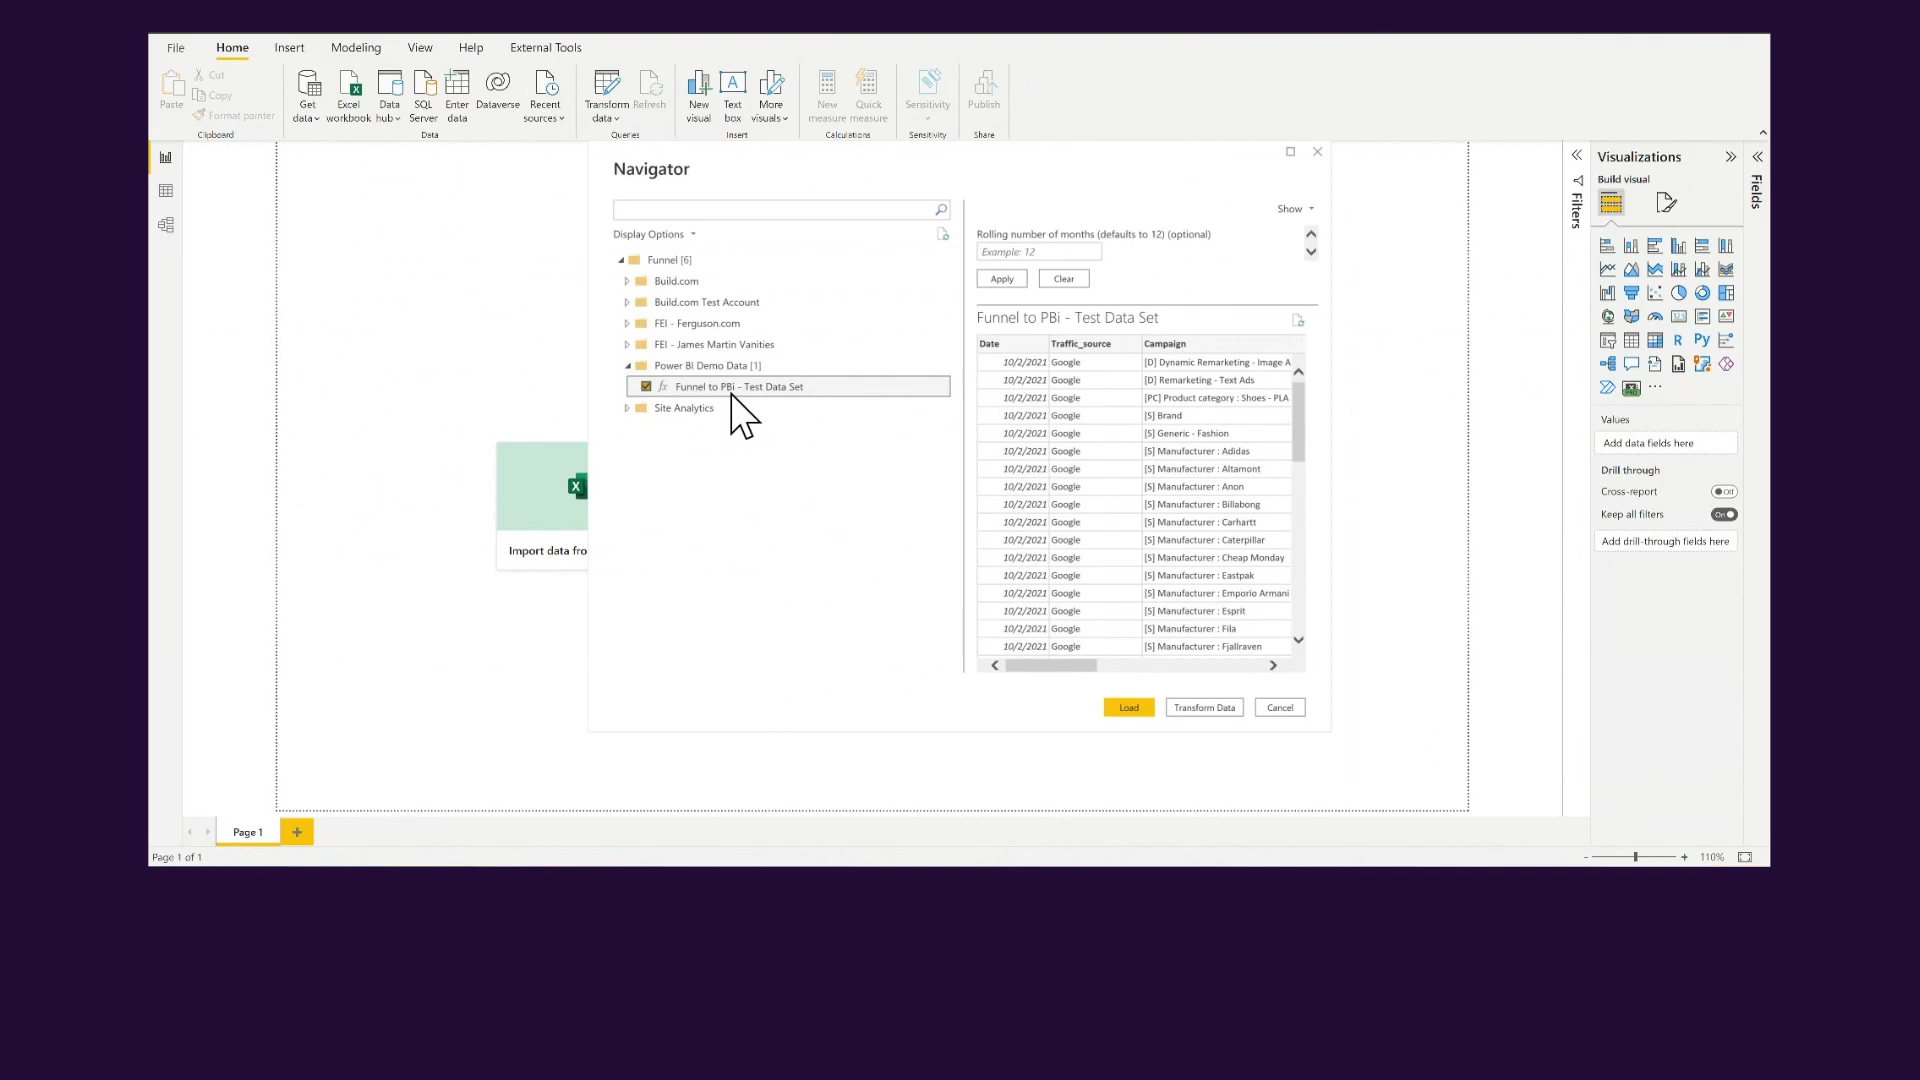 File Home Insert Modeling View Help External Tools
Paste
Cut
Copy
Format painter
Clipboard
Get data
Excel workbook
Data hub
SQL Server
Enter data
Dataverse
Recent sources
Data
Transform data
Refresh
Queries
New visual
Text box
More visuals
Insert
New measure
Quick measure
Calculations
Sensitivity
Sensitivity
Publish
Share
Navigator
Display Options
Funnel [6]
Build.com
Build.com Test Account
FEI - Ferguson.com
FEI - James Martin Vanities
Power BI Demo Data [1]
fx Funnel to PBi - Test Data Set
Site Analytics
Import data fro
Show
Rolling number of months (defaults to 12) (optional)
Example: 12
Apply Clear
Funnel to PBi - Test Data Set
Date Traffic_source Campaign
10/2/2021 Google [D] Dynamic Remarketing - Image A
10/2/2021 Google [D] Remarketing - Text Ads
10/2/2021 Google [PC] Product category : Shoes - PLA
10/2/2021 Google [S] Brand
10/2/2021 Google [S] Generic - Fashion
10/2/2021 Google [S] Manufacturer : Adidas
10/2/2021 Google [S] Manufacturer : Altamont
10/2/2021 Google [S] Manufacturer : Anon
10/2/2021 Google [S] Manufacturer : Billabong
10/2/2021 Google [S] Manufacturer : Carhartt
10/2/2021 Google [S] Manufacturer : Caterpillar
10/2/2021 Google [S] Manufacturer : Cheap Monday
10/2/2021 Google [S] Manufacturer : Eastpak
10/2/2021 Google [S] Manufacturer : Emporio Armani
10/2/2021 Google [S] Manufacturer : Esprit
10/2/2021 Google [S] Manufacturer : Fila
10/2/2021 Google [S] Manufacturer : Fjallraven
Load Transform Data Cancel
Filters
Visualizations
Build visual
R Py
Values
Add data fields here
Drill through
Cross-report Off
Keep all filters On
Add drill-through fields here
Fields
Page 1
Page 1 of 1
110%